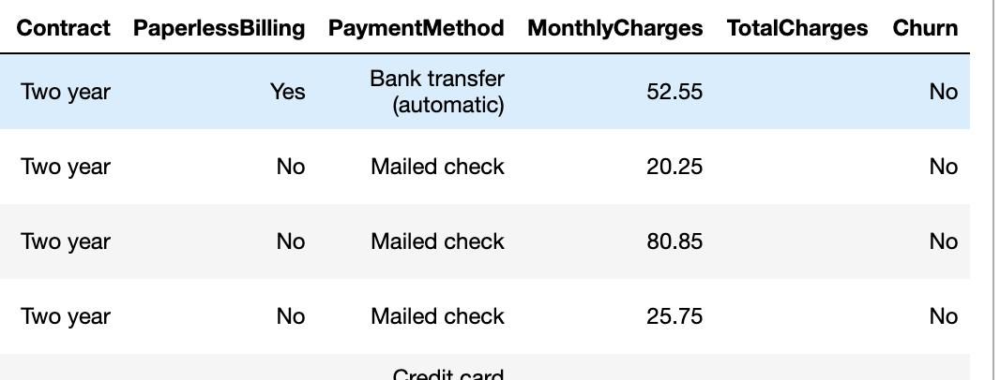 Contract PaperlessBilling PaymentMethod MonthlyCharges TotalCharges Churn
Two year Yes Bank transfer (automatic) 52.55 No
Two year No Mailed check 20.25 No
Two year No Mailed check 80.85 No
Two year No Mailed check 25.75 No
Credit card